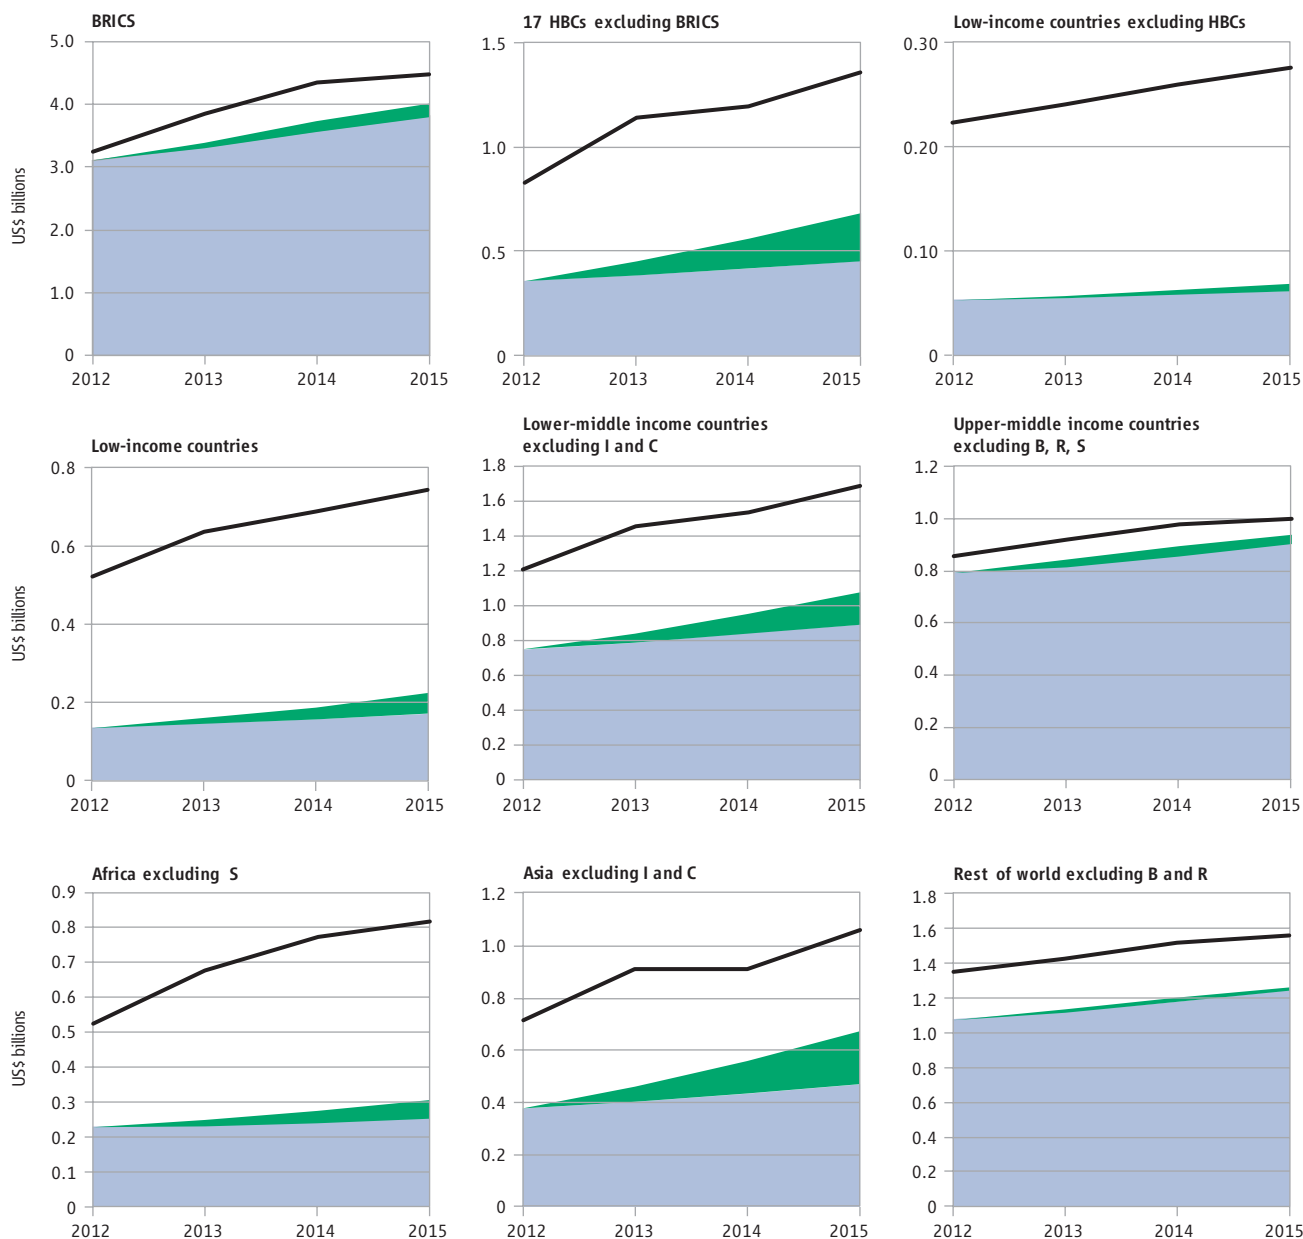 BRICS
5.0
4.0
3.0
2.0
1.0
0
US$ billions
2012 2013 2014 2015
17 HBCs excluding BRICS
1.5
1.0
0.5
0
2012 2013 2014 2015
Low-income countries excluding HBCs
0.30
0.20
0.10
0
2012 2013 2014 2015
Low-income countries
0.8
0.6
0.4
0.2
0
US$ billions
2012 2013 2014 2015
Lower-middle income countries
excluding I and C
1.8
1.6
1.4
1.2
1.0
0.8
0.6
0.4
0.2
0
2012 2013 2014 2015
Upper-middle income countries
excluding B, R, S
1.2
1.0
0.8
0.6
0.4
0.2
0
2012 2013 2014 2015
Africa excluding S
0.9
0.8
0.7
0.6
0.5
0.4
0.3
0.2
0.1
0
US$ billions
2012 2013 2014 2015
Asia excluding I and C
1.2
1.0
0.8
0.6
0.4
0.2
0
2012 2013 2014 2015
Rest of world excluding B and R
1.8
1.6
1.4
1.2
1.0
0.8
0.6
0.4
0.2
0
2012 2013 2014 2015